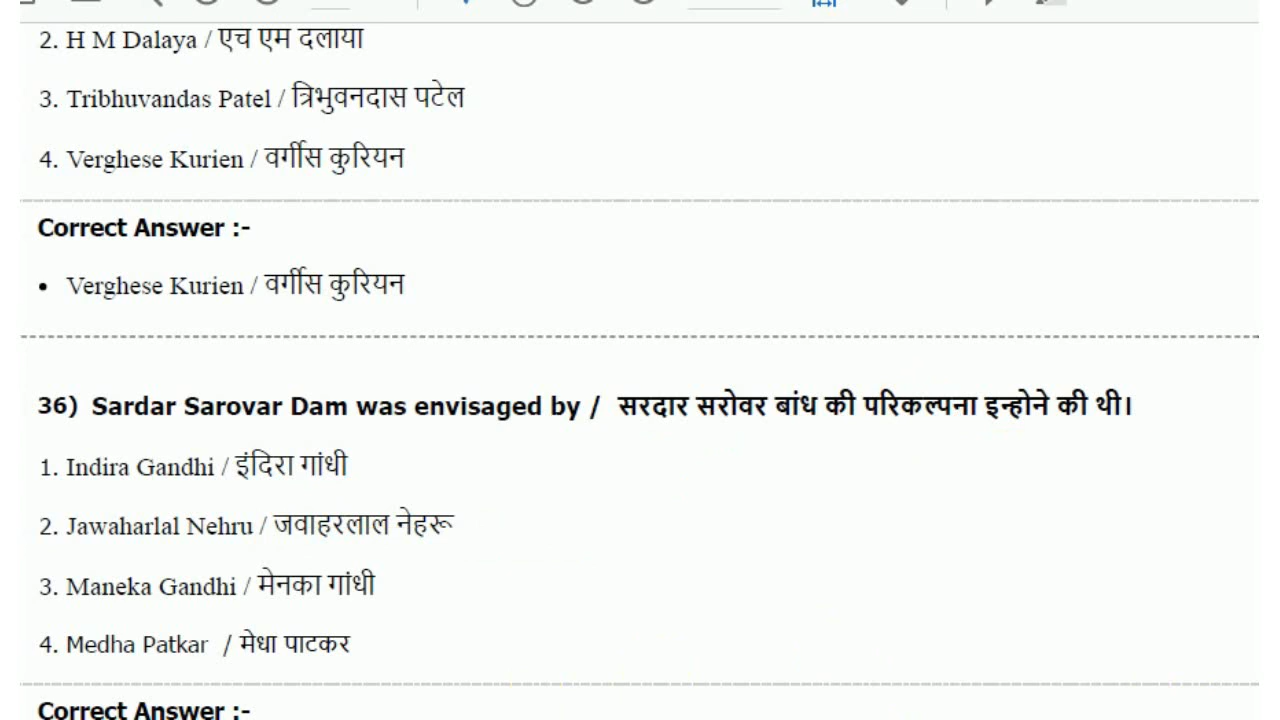 2. H M Dalaya / एच एम दलाया
3. Tribhuvandas Patel / त्रिभुवनदास पटेल
4. Verghese Kurien / वर्गीस कुरियन
Correct Answer :-
• Verghese Kurien / वर्गीस कुरियन
36) Sardar Sarovar Dam was envisaged by / सरदार सरोवर बांध की परिकल्पना इन्होने की थी।
1. Indira Gandhi / इंदिरा गांधी
2. Jawaharlal Nehru / जवाहरलाल नेहरू
3. Maneka Gandhi / मेनका गांधी
4. Medha Patkar / मेधा पाटकर
Correct Answer :-